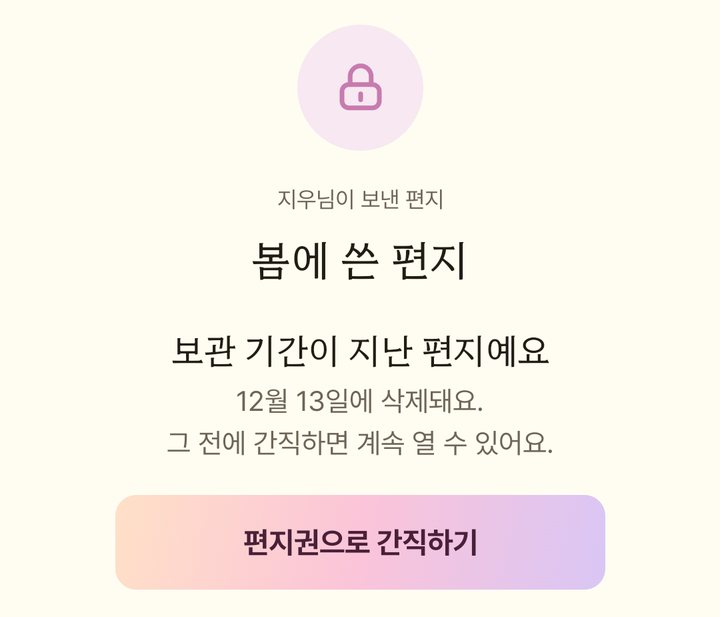 지우님이 보낸 편지
봄에 쓴 편지
보관 기간이 지난 편지예요
12월 13일에 삭제돼요.
그 전에 간직하면 계속 열 수 있어요.
편지권으로 간직하기